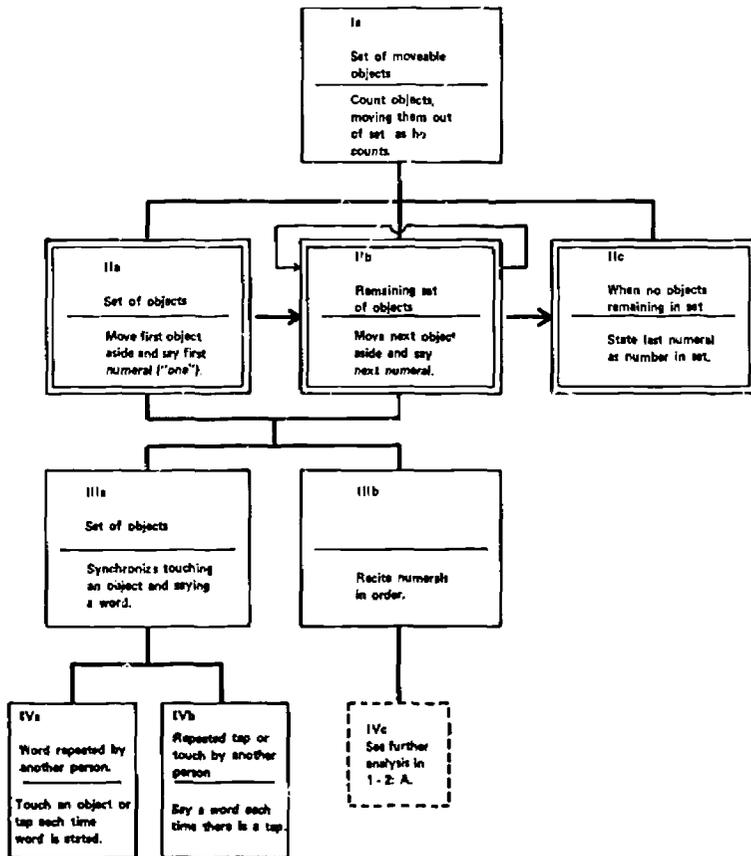 Ia
Set of moveable
objects
Count objects,
moving them out
of set as he
counts.
IIa
Set of objects
Move first object
aside and say first
numeral ("one").
IIb
Remaining set
of objects
Move next object
aside and say
next numeral.
IIc
When no objects
remaining in set
State last numeral
as number in set.
IIIa
Set of objects
Synchronize touching
an object and saying
a word.
IIIb
Recite numerals
in order.
IVa
Word repeated by
another person.
Touch an object or
tap each time
word is stated.
IVb
Repeated tap or
touch by another
person
Say a word each
time there is a tap.
IVc
See further
analysis in
1 - 2: A.